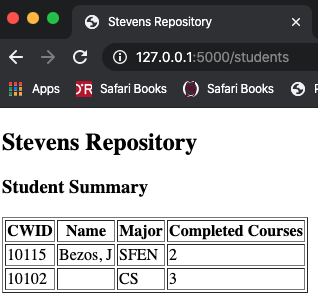 Stevens Repository
127.0.0.1:5000/students
Apps Safari Books Safari Books
Stevens Repository
Student Summary
CWID Name Major Completed Courses
10115 Bezos, J SFEN 2
10102 CS 3